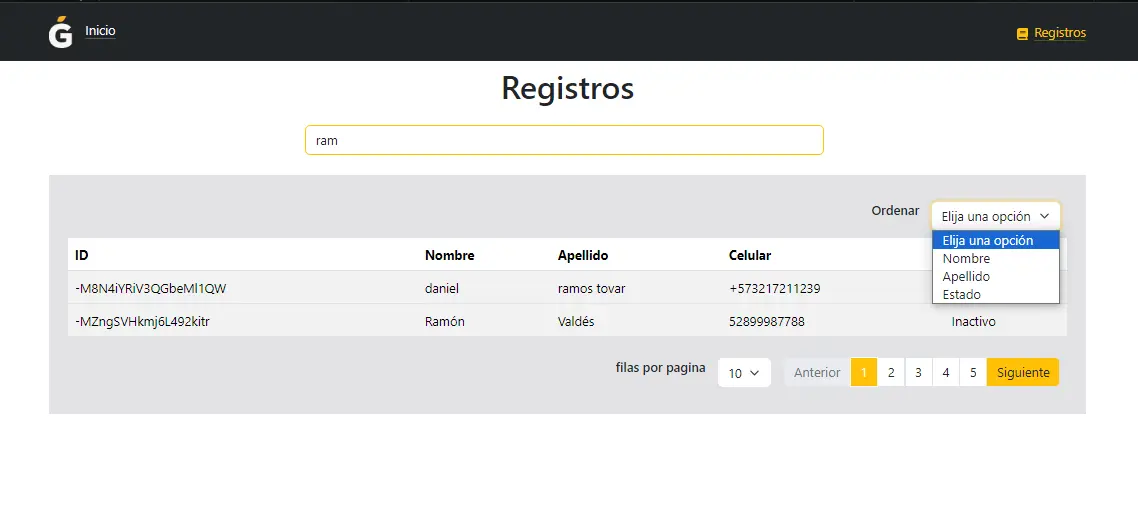 G Inicio Registros
Registros
ram
Ordenar Elija una opción
Elija una opción
Nombre
Apellido
Estado
ID Nombre Apellido Celular
-M8N4iYRiV3QGbeMl1QW daniel ramos tovar +573217211239
-MZngSVHkmj6L492kitr Ramón Valdés 52899987788 Inactivo
filas por pagina 10 Anterior 1 2 3 4 5 Siguiente